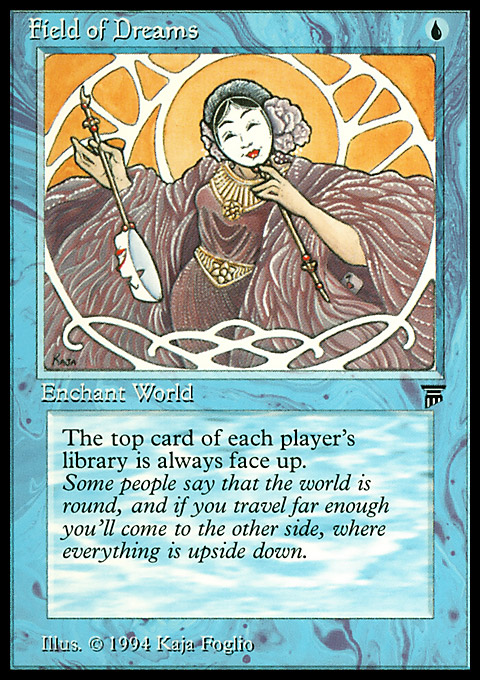 Field of Dreams
KAJA
Enchant World
The top card of each player's
library is always face up.
Some people say that the world is
round, and if you travel far enough
you'll come to the other side, where
everything is upside down.
Illus. © 1994 Kaja Foglio